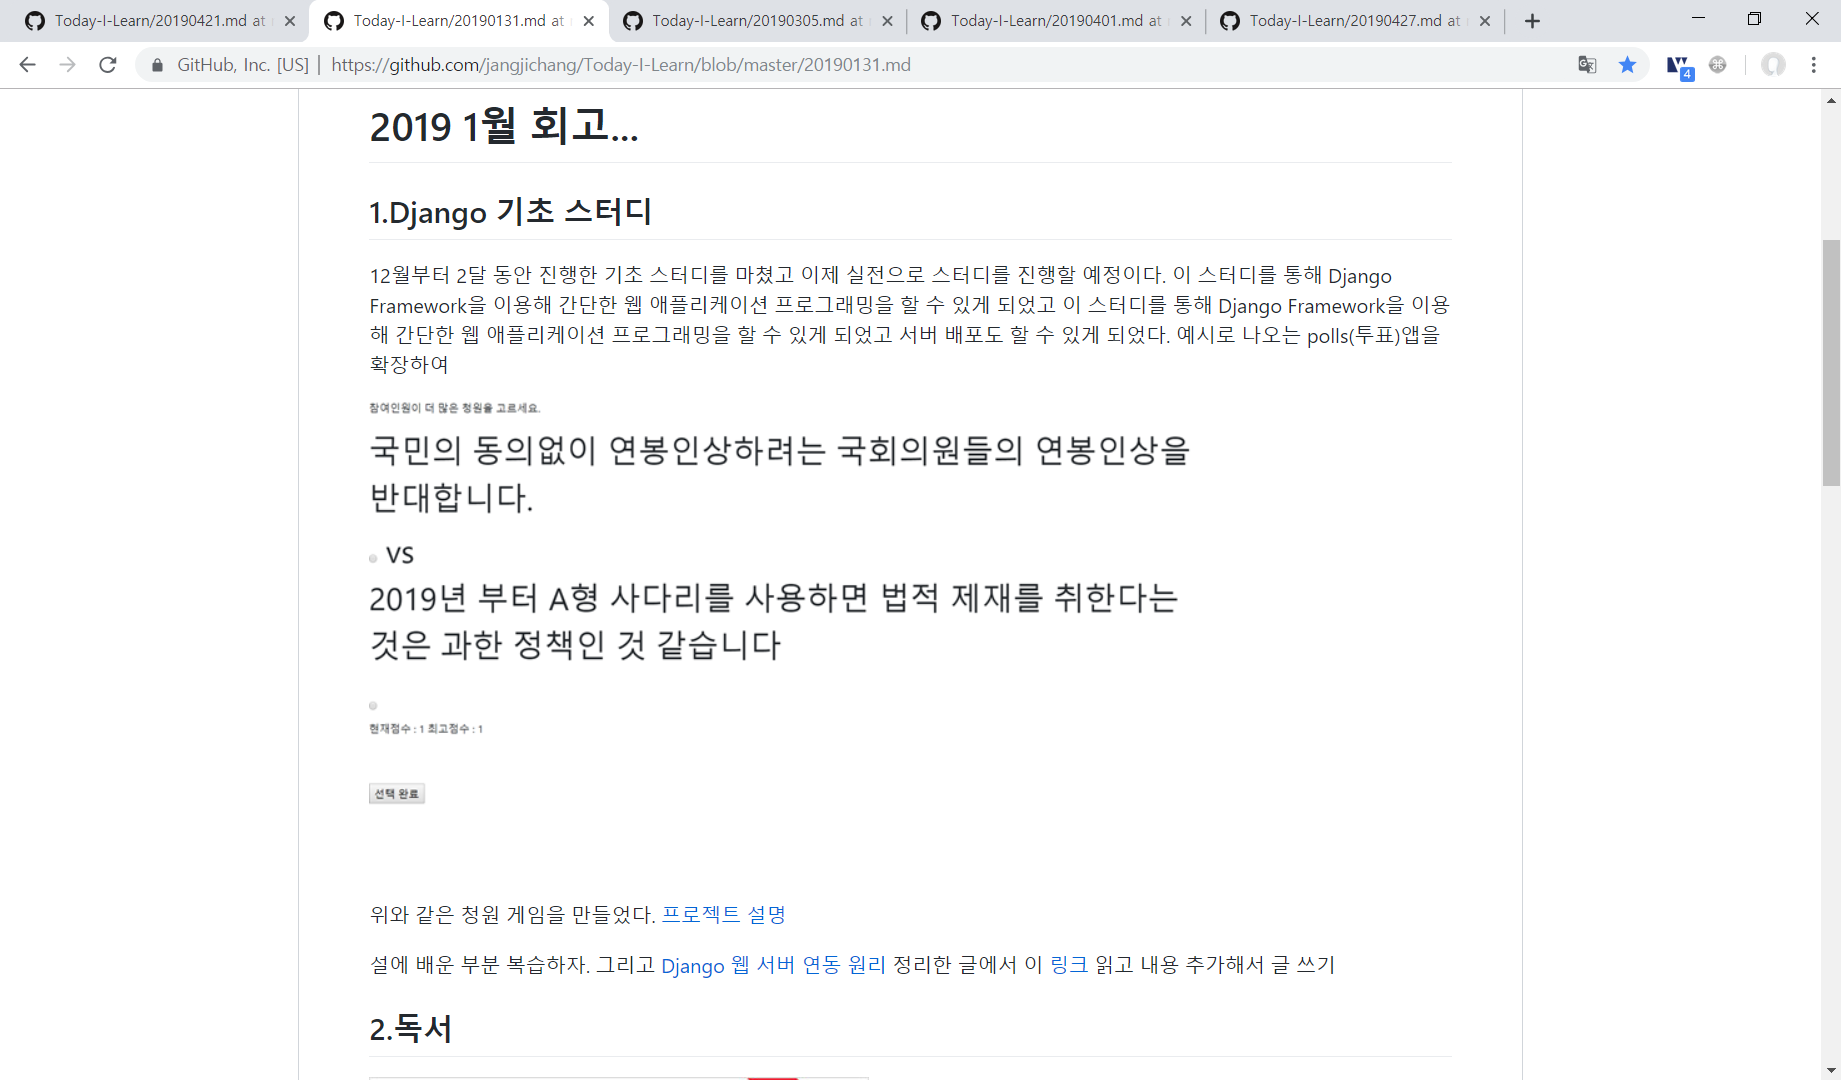 Today-I-Learn/20190421.md at
Today-I-Learn/20190131.md at
Today-I-Learn/20190305.md at
Today-I-Learn/20190401.md at
Today-I-Learn/20190427.md at
GitHub, Inc. [US] | https://github.com/jangjichang/Today-I-Learn/blob/master/20190131.md
4
2019 1월 회고...
1.Django 기초 스터디
12월부터 2달 동안 진행한 기초 스터디를 마쳤고 이제 실전으로 스터디를 진행할 예정이다. 이 스터디를 통해 Django
Framework을 이용해 간단한 웹 애플리케이션 프로그래밍을 할 수 있게 되었고 이 스터디를 통해 Django Framework을 이용
해 간단한 웹 애플리케이션 프로그래밍을 할 수 있게 되었고 서버 배포도 할 수 있게 되었다. 예시로 나오는 polls(투표)앱을
확장하여
참여인원이 더 많은 청원을 고르세요.
국민의 동의없이 연봉인상하려는 국회의원들의 연봉인상을
반대합니다.
VS
2019년 부터 A형 사다리를 사용하면 법적 제재를 취한다는
것은 과한 정책인 것 같습니다
현재점수 : 1 최고점수 : 1
선택 완료
위와 같은 청원 게임을 만들었다. 프로젝트 설명
설에 배운 부분 복습하자. 그리고 Django 웹 서버 연동 원리 정리한 글에서 이 링크 읽고 내용 추가해서 글 쓰기
2.독서